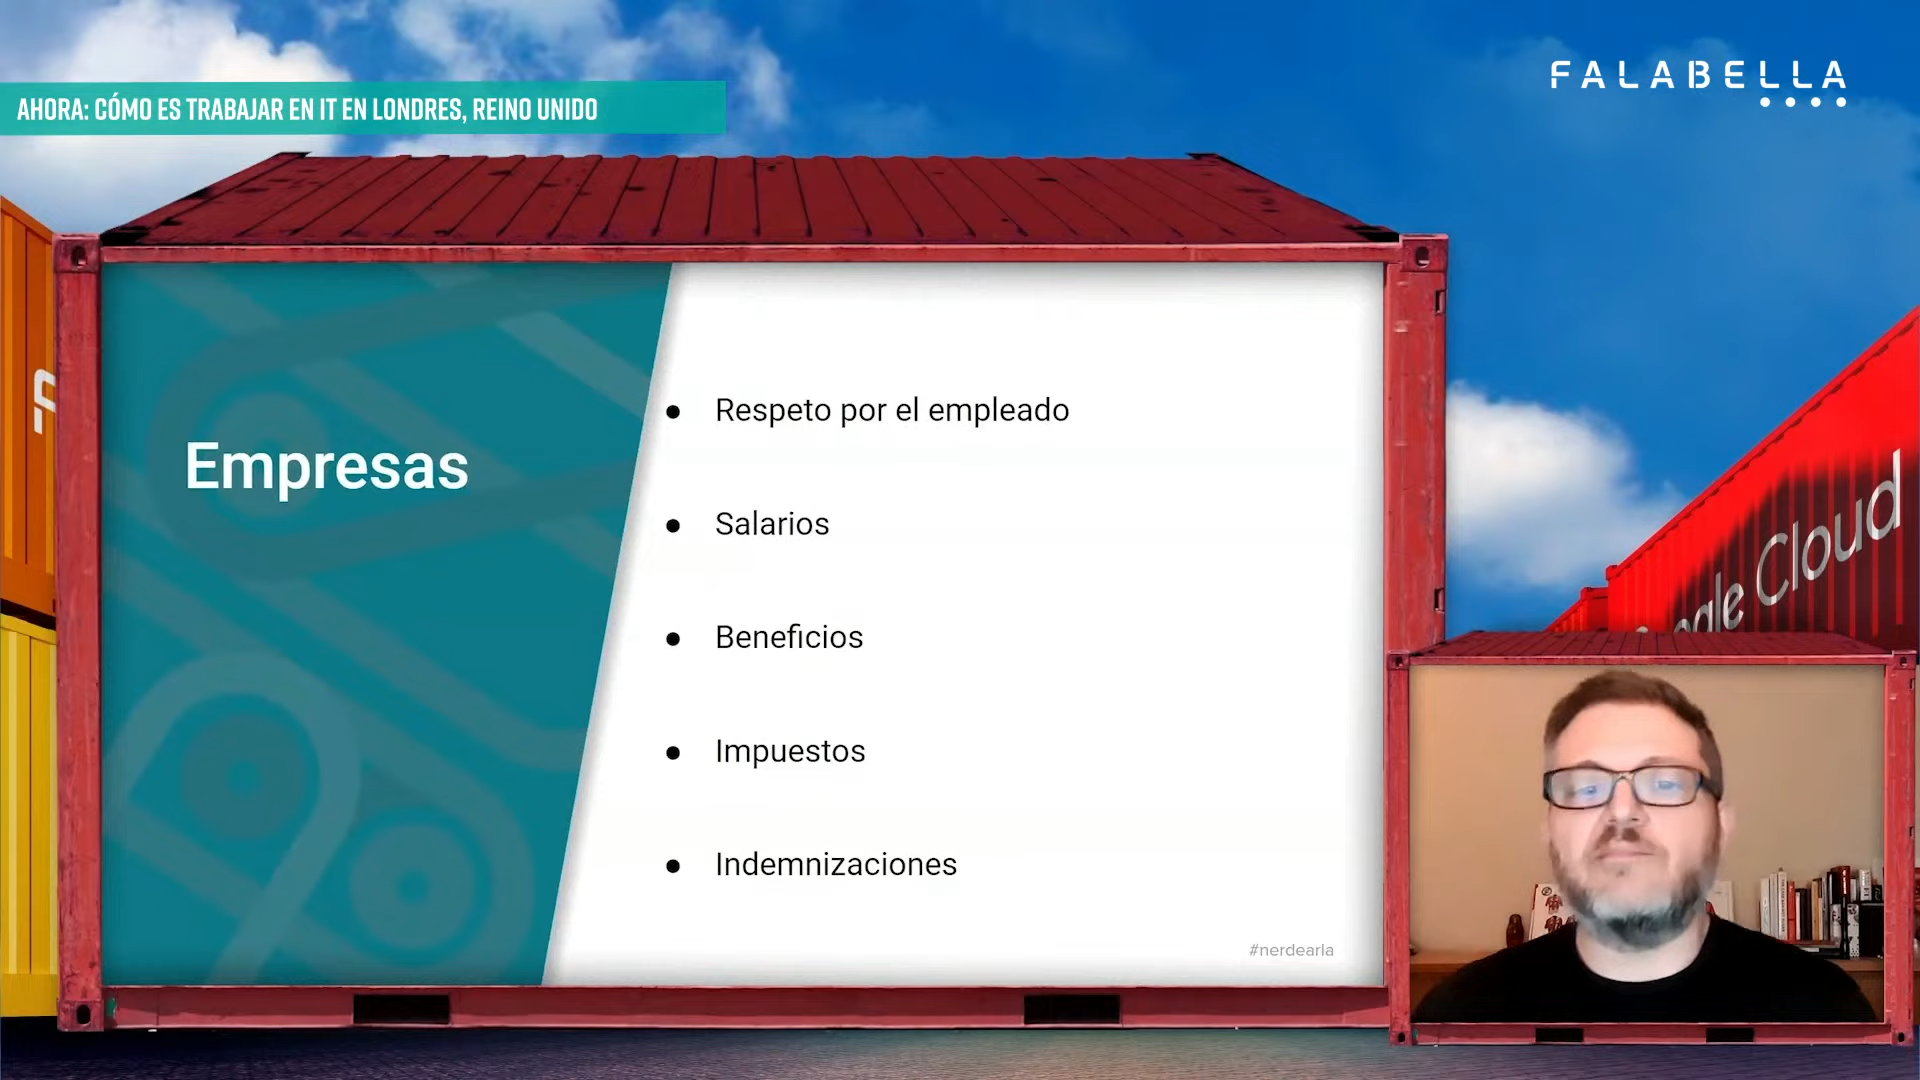 AHORA: CÓMO ES TRABAJAR EN IT EN LONDRES, REINO UNIDO
FALABELLA
Empresas
● Respeto por el empleado
● Salarios
● Beneficios
● Impuestos
● Indemnizaciones
#nerdearla
Cloud